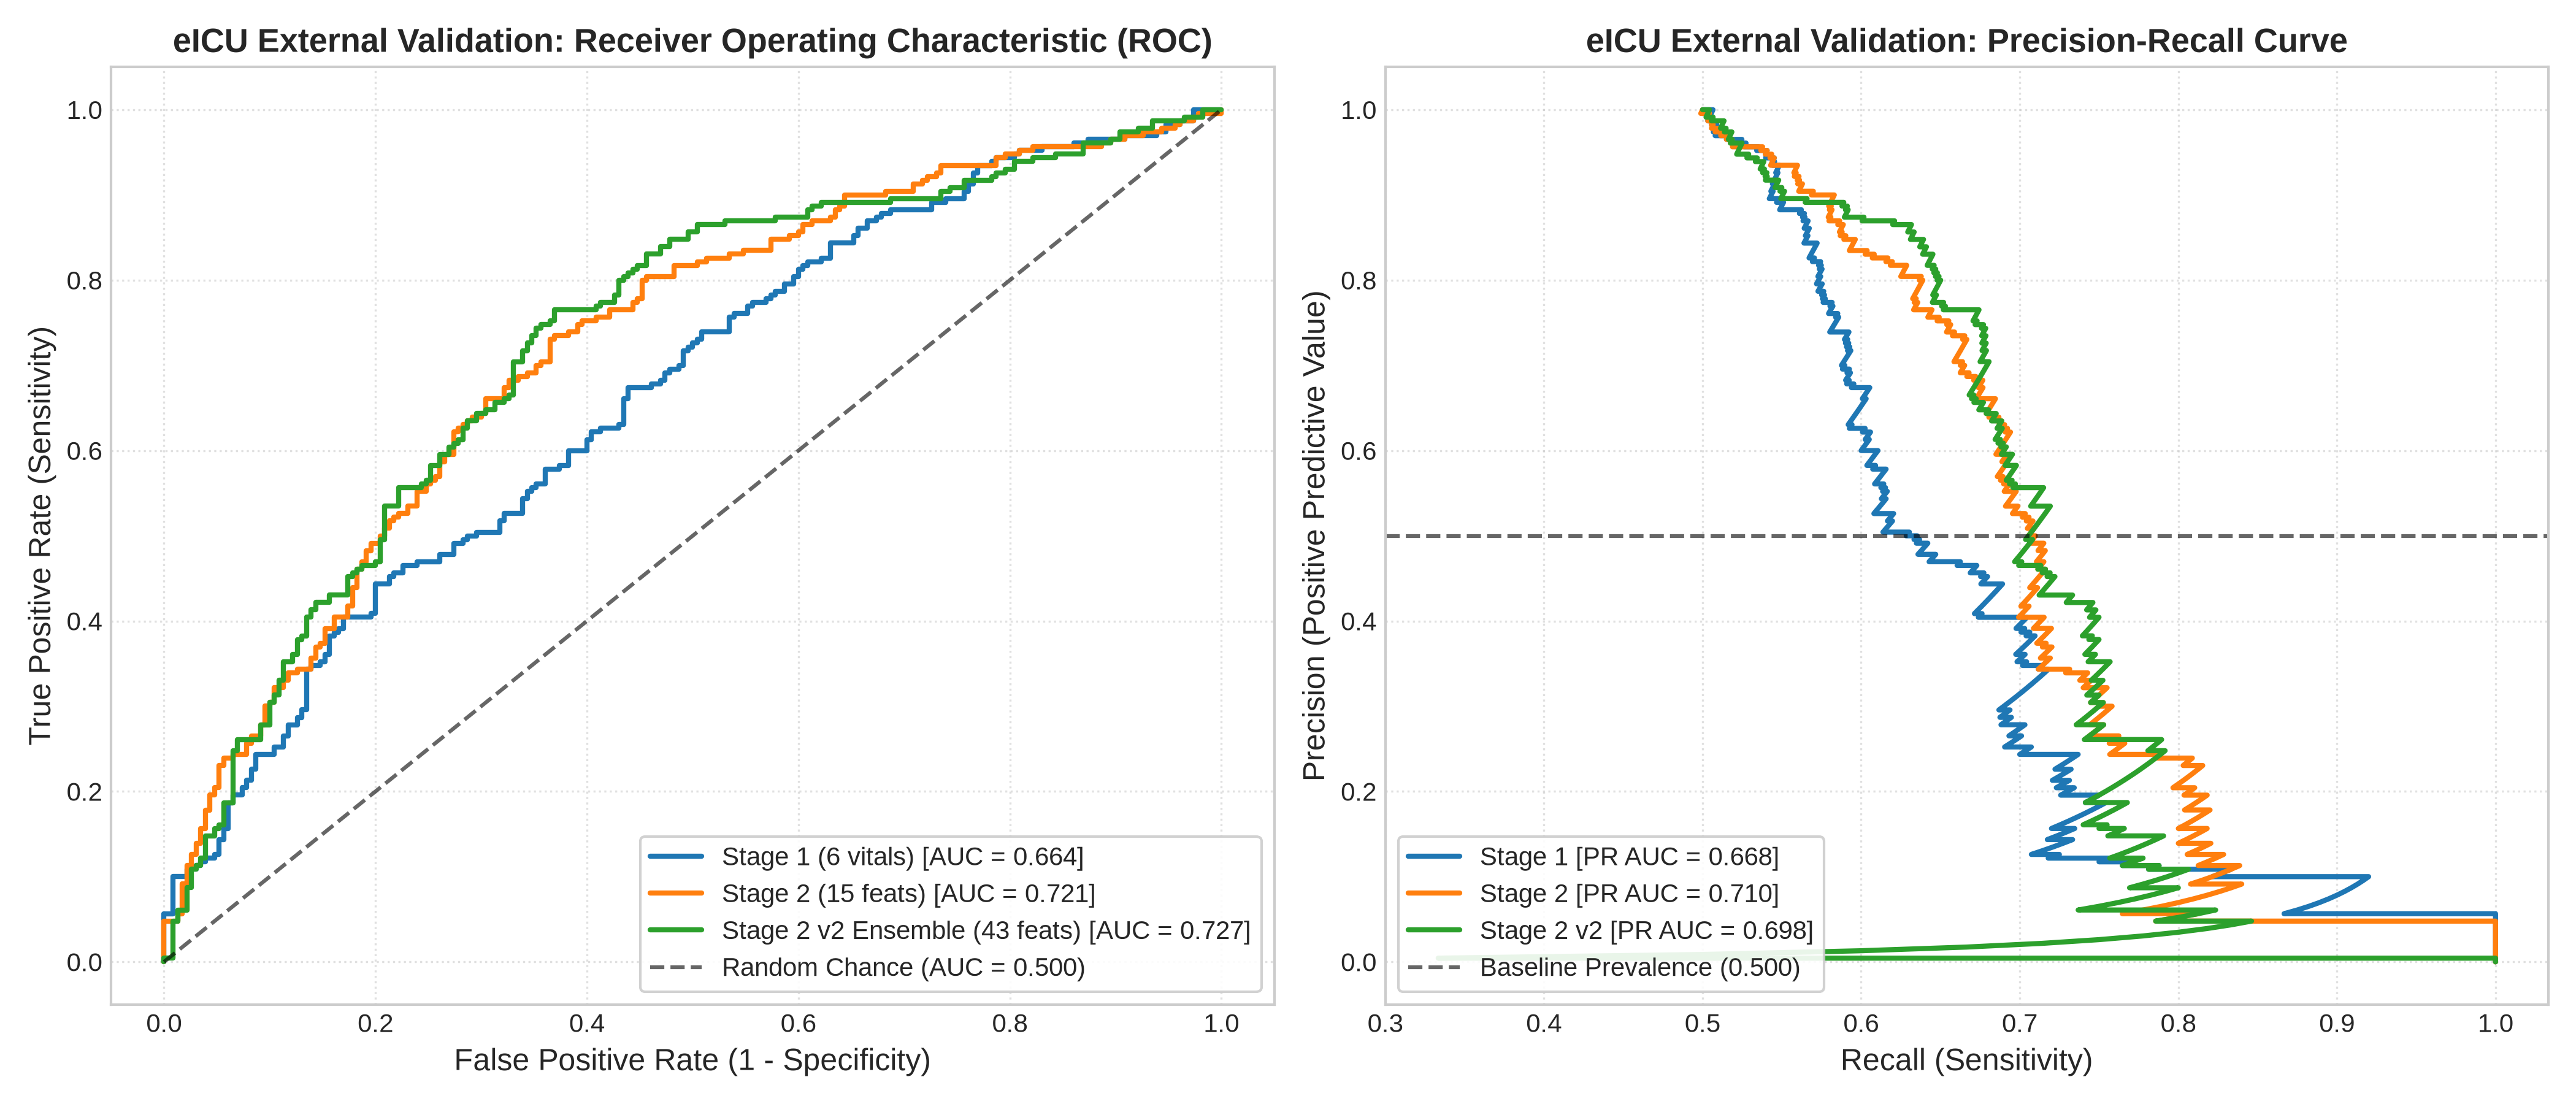 eICU External Validation: Receiver Operating Characteristic (ROC)
True Positive Rate (Sensitivity)
1.0
0.8
0.6
0.4
0.2
0.0
Stage 1 (6 vitals) [AUC = 0.664]
Stage 2 (15 feats) [AUC = 0.721]
Stage 2 v2 Ensemble (43 feats) [AUC = 0.727]
Random Chance (AUC = 0.500)
0.0 0.2 0.4 0.6 0.8 1.0
False Positive Rate (1 - Specificity)
eICU External Validation: Precision-Recall Curve
Precision (Positive Predictive Value)
1.0
0.8
0.6
0.4
0.2
0.0
Stage 1 [PR AUC = 0.668]
Stage 2 [PR AUC = 0.710]
Stage 2 v2 [PR AUC = 0.698]
Baseline Prevalence (0.500)
0.3 0.4 0.5 0.6 0.7 0.8 0.9 1.0
Recall (Sensitivity)